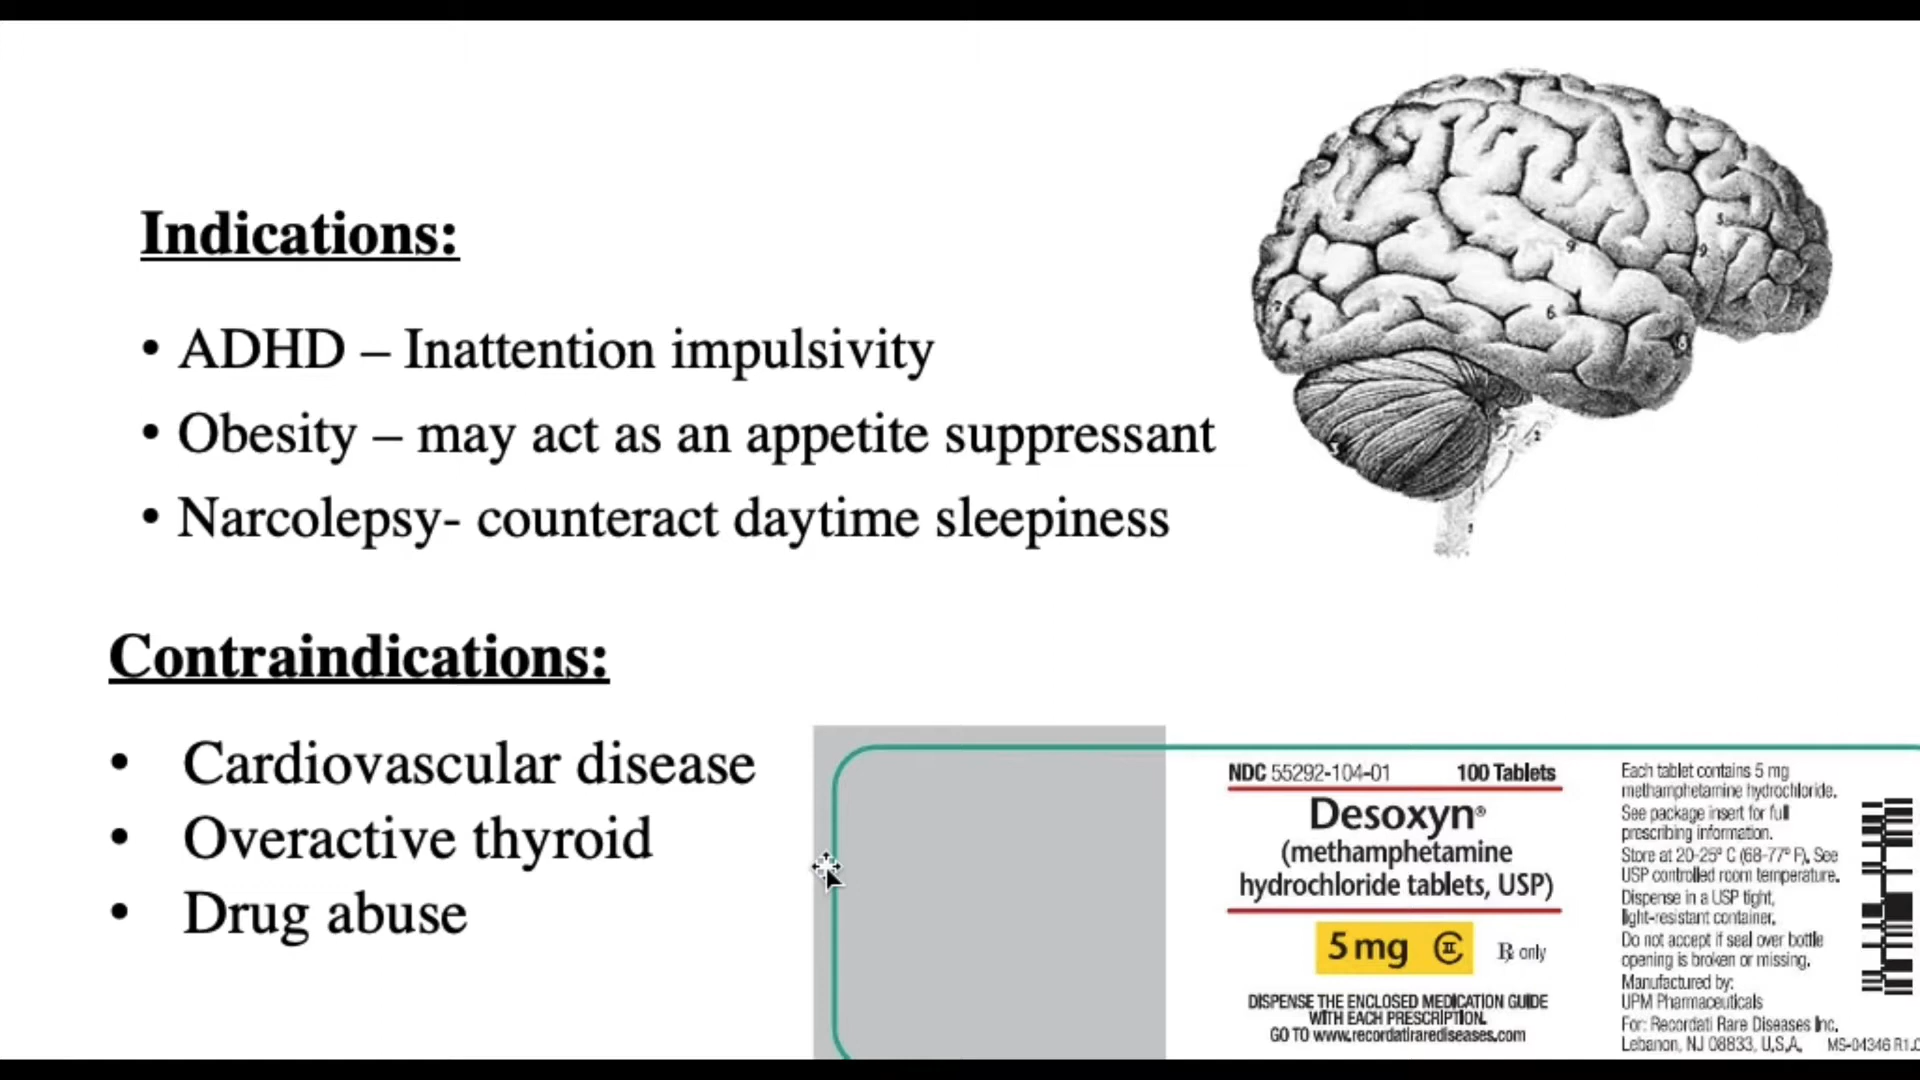 Indications:
• ADHD – Inattention impulsivity
• Obesity – may act as an appetite suppressant
• Narcolepsy- counteract daytime sleepiness
Contraindications:
• Cardiovascular disease
• Overactive thyroid
• Drug abuse
NDC 55292-104-01 100 Tablets
Desoxyn®
(methamphetamine
hydrochloride tablets, USP)
5 mg CII Rx only
DISPENSE THE ENCLOSED MEDICATION GUIDE
WITH EACH PRESCRIPTION.
GO TO www.recordatirarediseases.com
Each tablet contains 5 mg
methamphetamine hydrochloride.
See package insert for full
prescribing information.
Store at 20-25° C (68-77° F), See
USP controlled room temperature.
Dispense in a USP tight,
light-resistant container.
Do not accept if seal over bottle
opening is broken or missing.
Manufactured by:
UPM Pharmaceuticals
For: Recordati Rare Diseases Inc.
Lebanon, NJ 08833, U.S.A. MS-04346 R1.